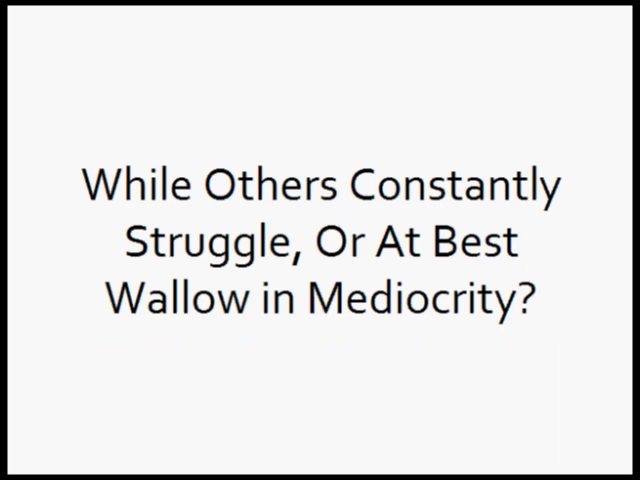 While Others Constantly
Struggle, Or At Best
Wallow in Mediocrity?